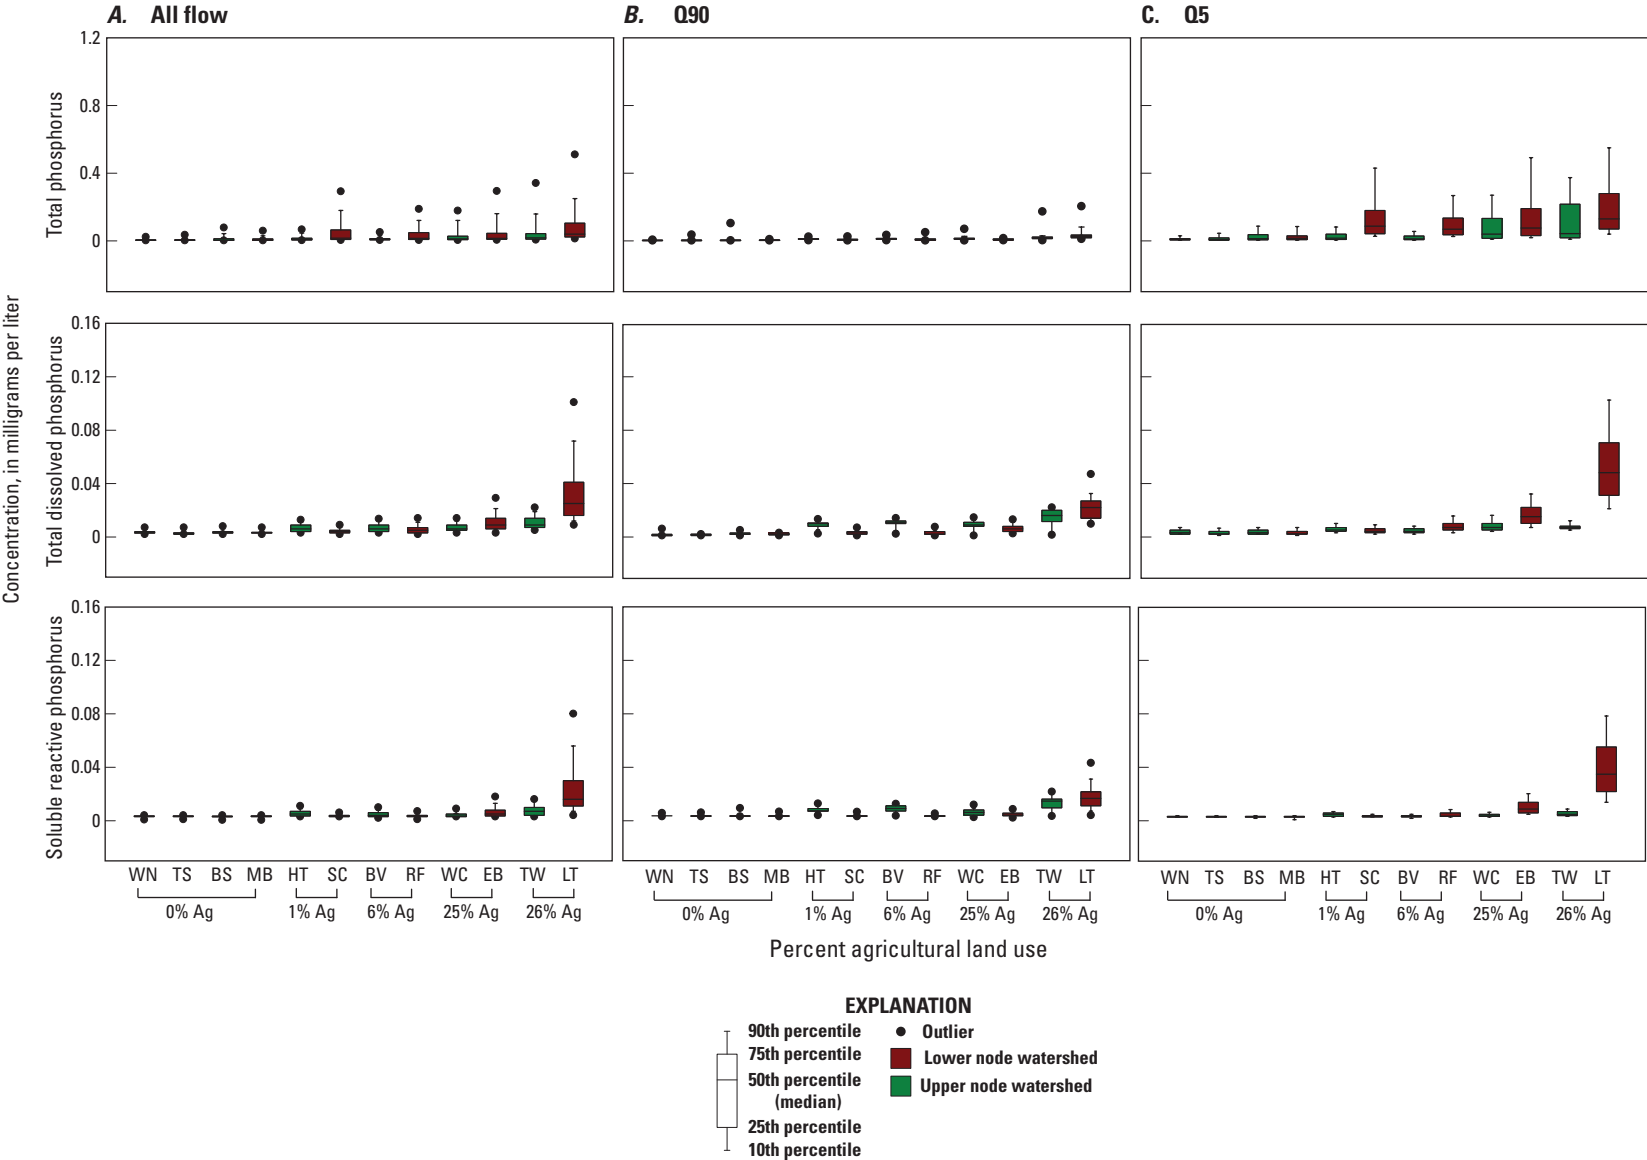 A. All flow
B. Q90
C. Q5
Concentration, in milligrams per liter
Total phosphorus
1.2
0.8
0.4
0
Total dissolved phosphorus
0.16
0.12
0.08
0.04
0
Soluble reactive phosphorus
0.16
0.12
0.08
0.04
0
WN TS BS MB HT SC BV RF WC EB TW LT
0% Ag 1% Ag 6% Ag 25% Ag 26% Ag
WN TS BS MB HT SC BV RF WC EB TW LT
0% Ag 1% Ag 6% Ag 25% Ag 26% Ag
WN TS BS MB HT SC BV RF WC EB TW LT
0% Ag 1% Ag 6% Ag 25% Ag 26% Ag
Percent agricultural land use
EXPLANATION
90th percentile
75th percentile
50th percentile
(median)
25th percentile
10th percentile
Outlier
Lower node watershed
Upper node watershed